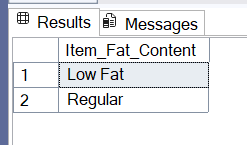 Results Messages
Item_Fat_Content
1 Low Fat
2 Regular